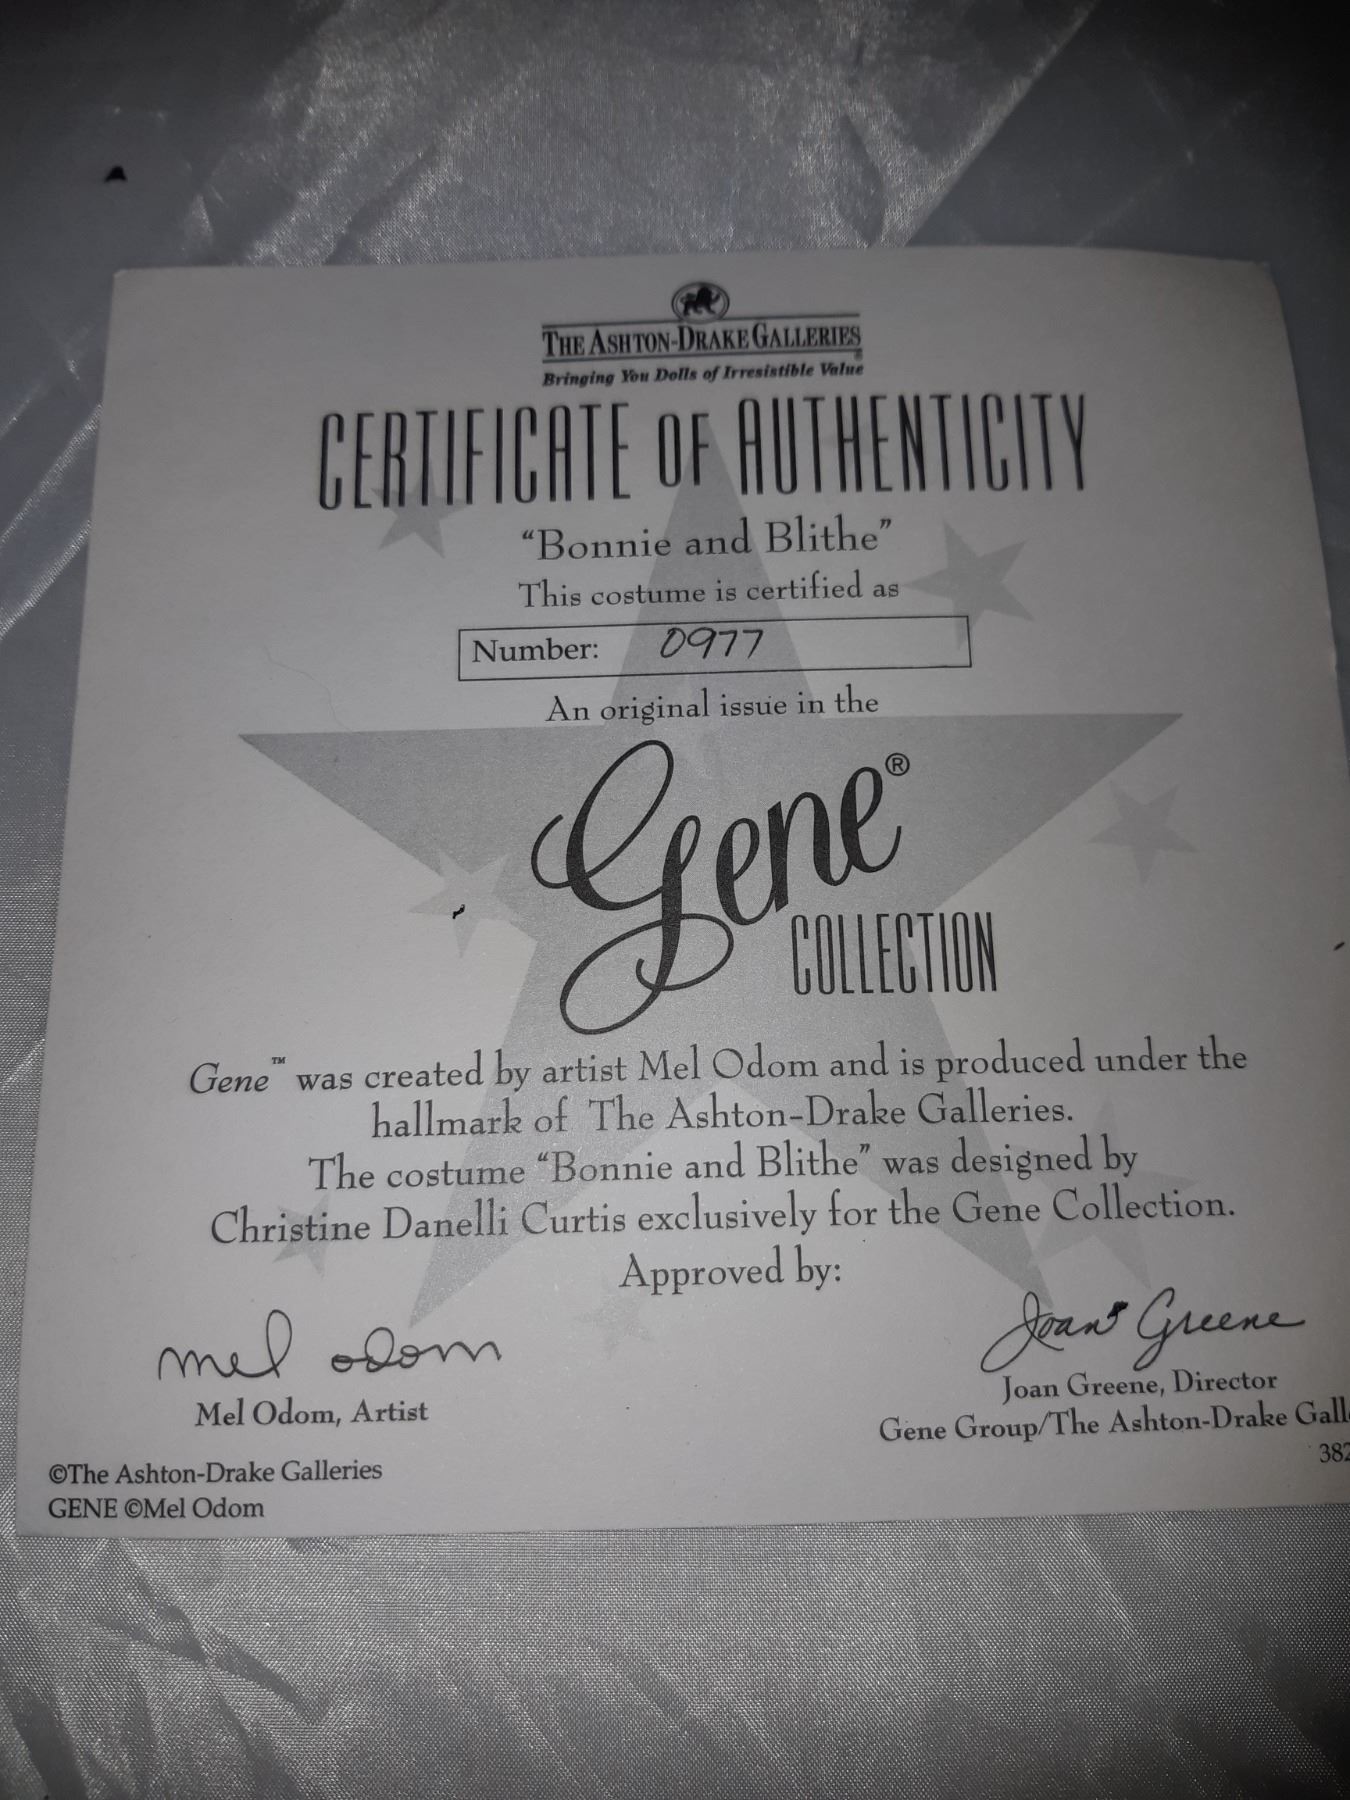 THE ASHTON-DRAKE GALLERIES
®
Bringing You Dolls of Irresistible Value
CERTIFICATE OF AUTHENTICITY
“Bonnie and Blithe”
This costume is certified as
Number: 0977
An original issue in the
Gene®
COLLECTION
Gene™ was created by artist Mel Odom and is produced under the
hallmark of The Ashton-Drake Galleries.
The costume “Bonnie and Blithe” was designed by
Christine Danelli Curtis exclusively for the Gene Collection.
Approved by:
mel odom
Joan Greene
Mel Odom, Artist
Joan Greene, Director
Gene Group/The Ashton-Drake Gall
382
©The Ashton-Drake Galleries
GENE ©Mel Odom